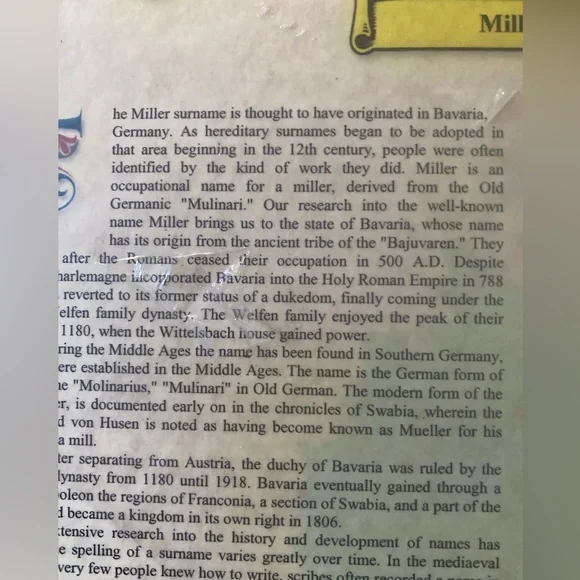 Mill
he Miller surname is thought to have originated in Bavaria,
Germany. As hereditary surnames began to be adopted in
that area beginning in the 12th century, people were often
identified by the kind of work they did. Miller is an
occupational name for a miller, derived from the Old
Germanic "Mulinari." Our research into the well-known
name Miller brings us to the state of Bavaria, whose name
has its origin from the ancient tribe of the "Bajuvaren." They
after the Romans ceased their occupation in 500 A.D. Despite
harlemagne incorporated Bavaria into the Holy Roman Empire in 788
reverted to its former status of a dukedom, finally coming under the
elfen family dynasty. The Welfen family enjoyed the peak of their
1180, when the Wittelsbach house gained power.
ring the Middle Ages the name has been found in Southern Germany,
ere established in the Middle Ages. The name is the German form of
e "Molinarius," "Mulinari" in Old German. The modern form of the
er, is documented early on in the chronicles of Swabia, wherein the
d von Husen is noted as having become known as Mueller for his
a mill.
ter separating from Austria, the duchy of Bavaria was ruled by the
dynasty from 1180 until 1918. Bavaria eventually gained through a
oleon the regions of Franconia, a section of Swabia, and a part of the
d became a kingdom in its own right in 1806.
tensive research into the history and development of names has
e spelling of a surname varies greatly over time. In the mediaeval
very few people knew how to write, scribes often recorded a name